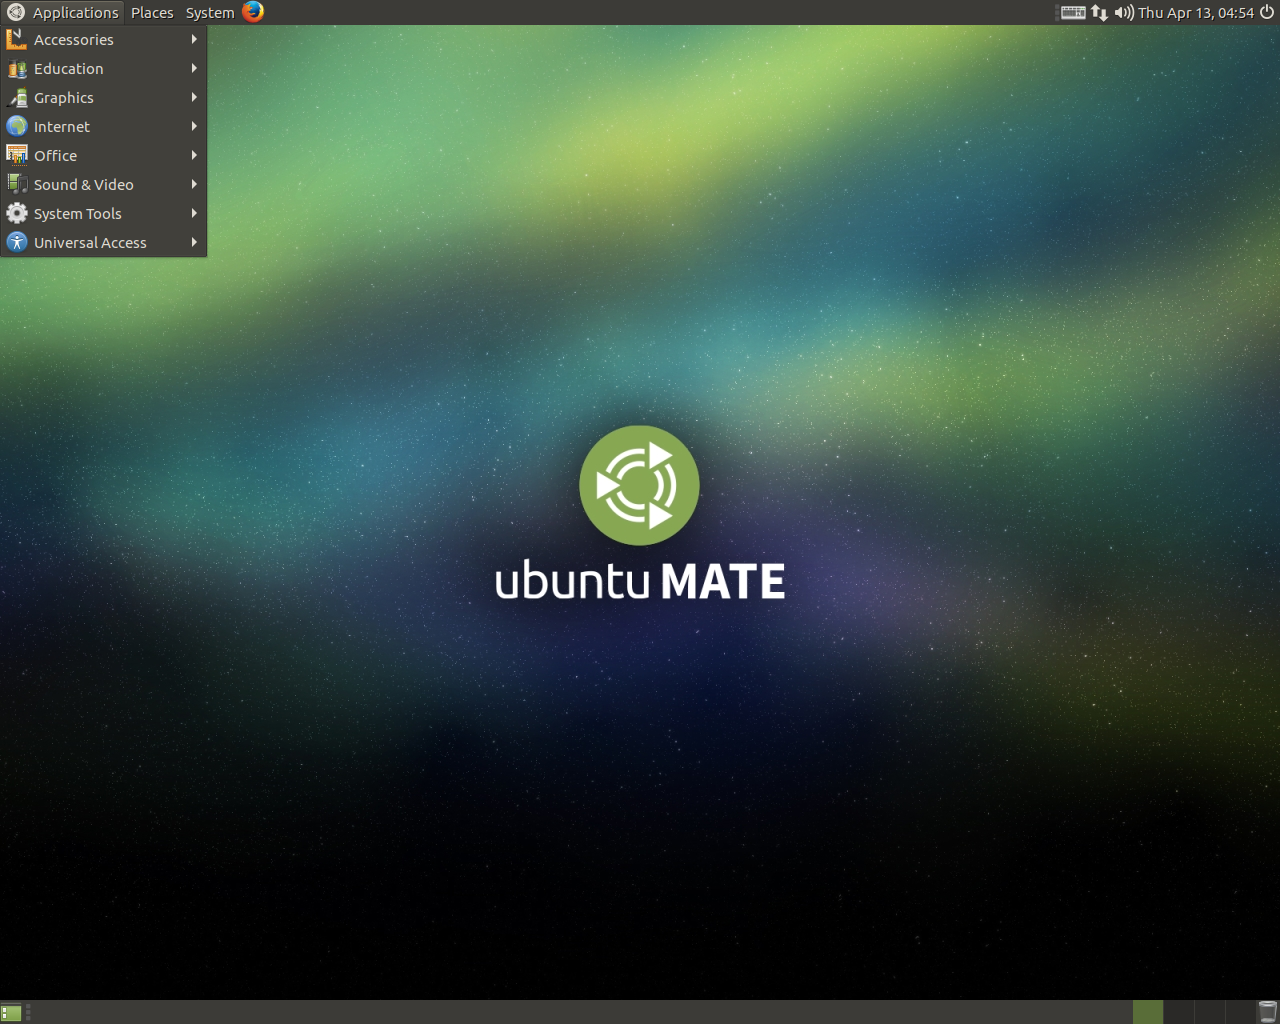 Applications Places System Thu Apr 13, 04:54
Accessories
Education
Graphics
Internet
Office
Sound & Video
System Tools
Universal Access
ubuntu MATE